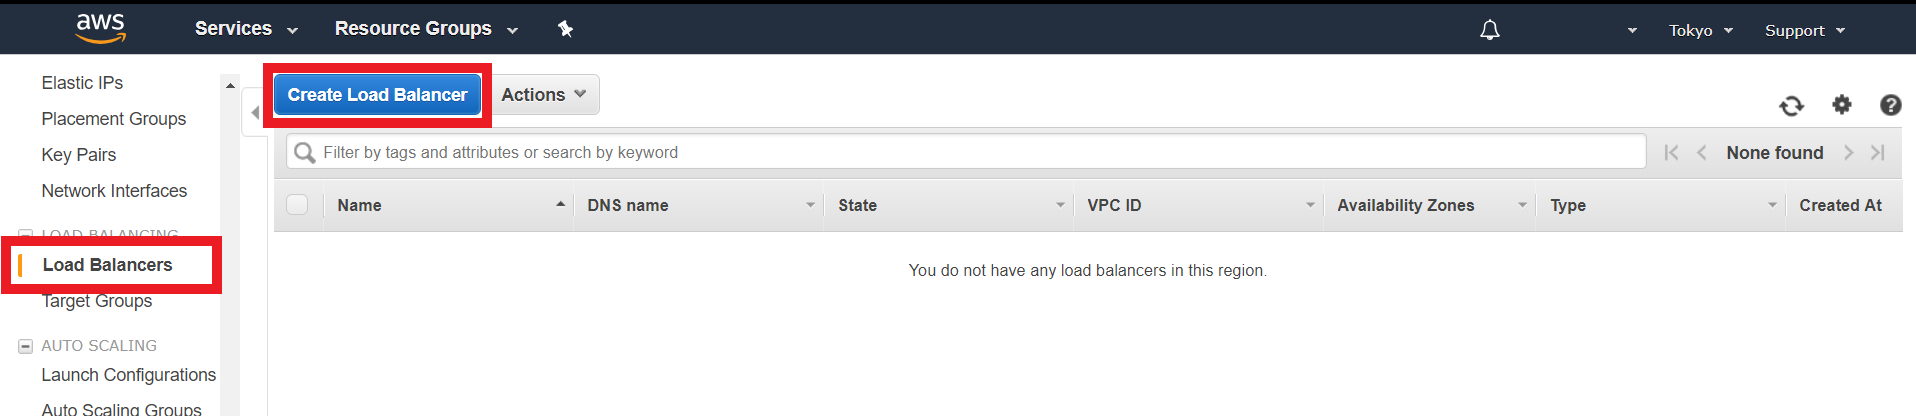 aws Services Resource Groups Tokyo Support
Elastic IPs
Placement Groups
Key Pairs
Network Interfaces
LOAD BALANCING
Load Balancers
Target Groups
AUTO SCALING
Launch Configurations
Auto Scaling Groups
Create Load Balancer Actions
Filter by tags and attributes or search by keyword None found
Name DNS name State VPC ID Availability Zones Type Created At
You do not have any load balancers in this region.